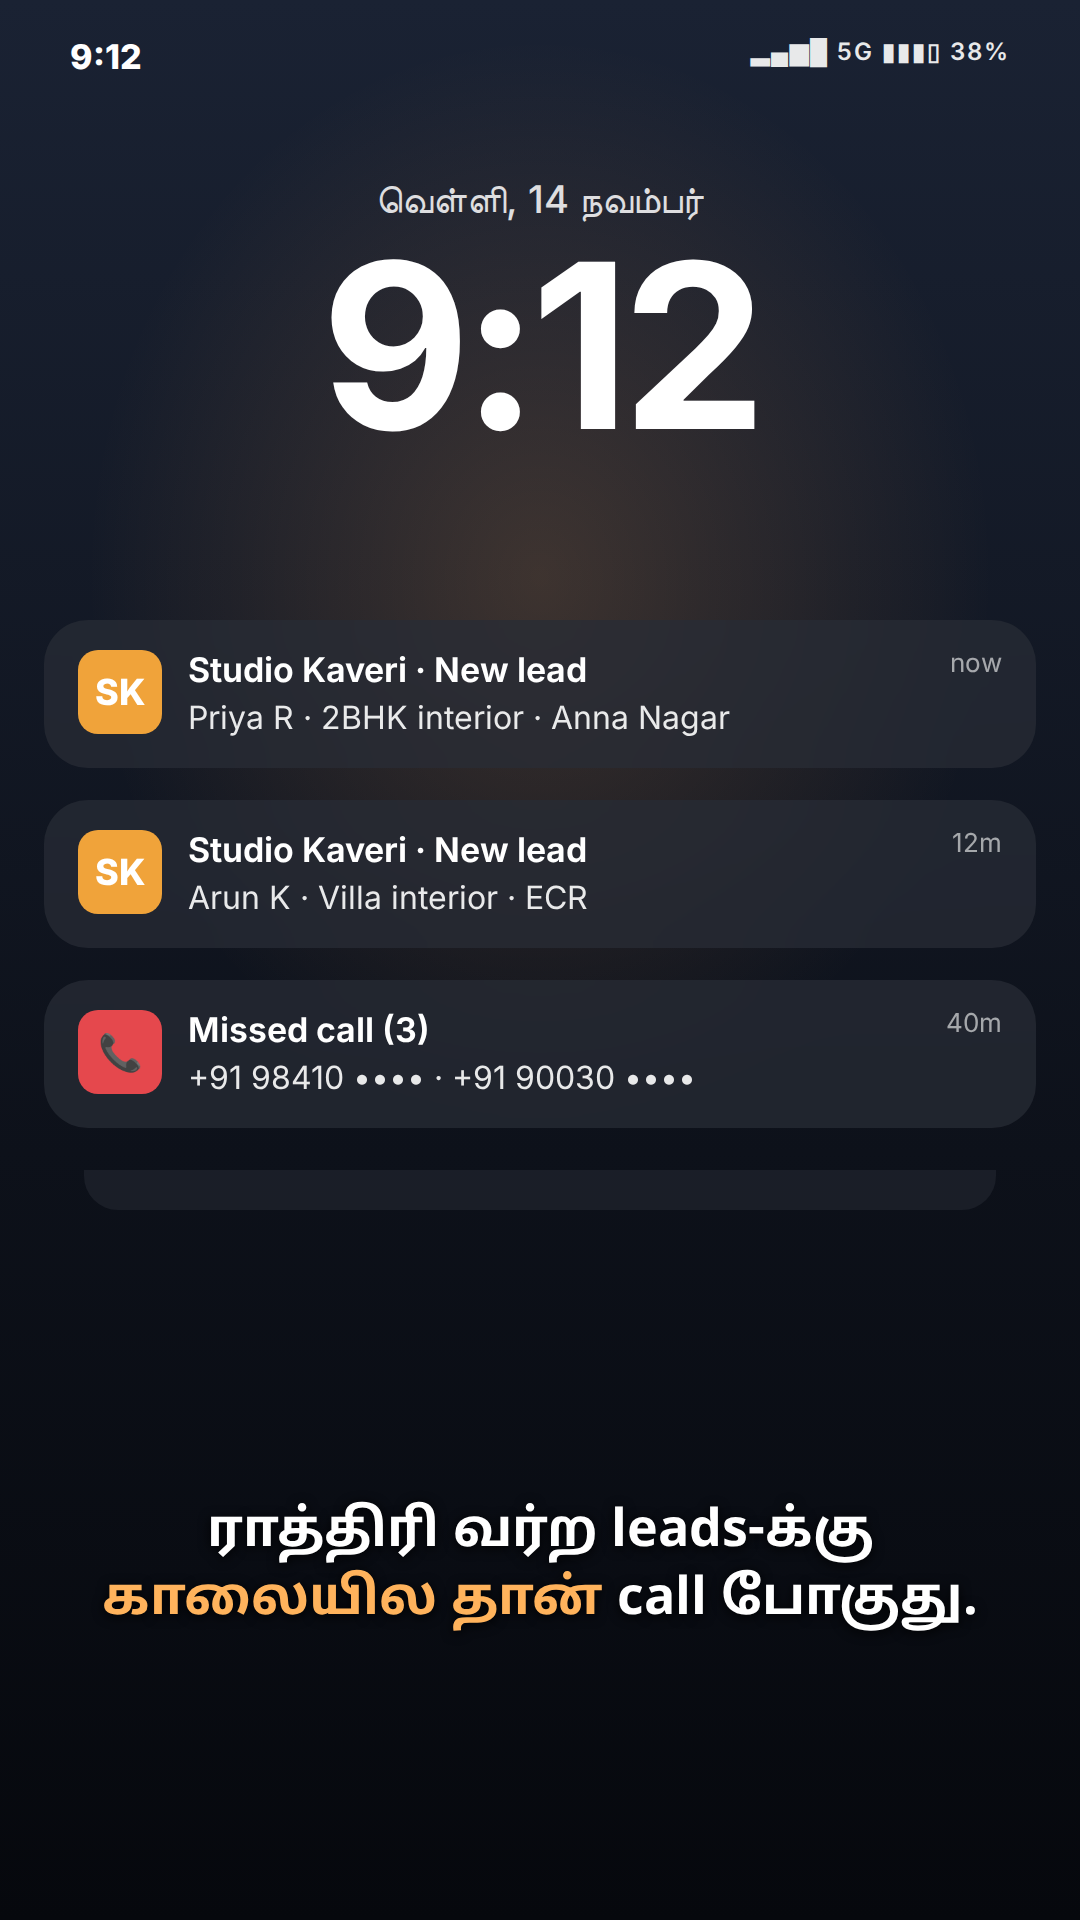 9:12
5G 38%
வெள்ளி, 14 நவம்பர்
9:12
SK
Studio Kaveri · New lead
now
Priya R · 2BHK interior · Anna Nagar
SK
Studio Kaveri · New lead
12m
Arun K · Villa interior · ECR
Missed call (3)
40m
+91 98410 •••• · +91 90030 ••••
ராத்திரி வர்ற leads-க்கு
காலையில தான் call போகுது.